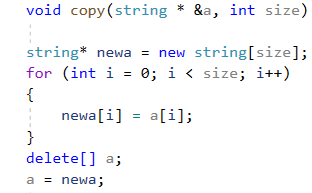 void copy(string * &a, int size)
string* newa = new string[size];
for (int i = 0; i < size; i++)
{
newa[i] = a[i];
}
delete[] a;
a = newa;